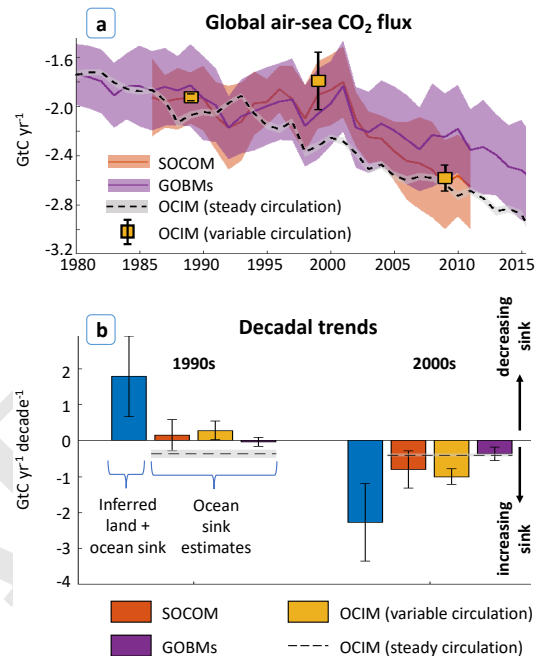 a
Global air-sea CO₂ flux
-1.6
-2.0
-2.4
-2.8
-3.2
GtC yr⁻¹
SOCOM
GOBMs
OCIM (steady circulation)
OCIM (variable circulation)
1980 1985 1990 1995 2000 2005 2010 2015
b
Decadal trends
1990s
2000s
decreasing
sink
2
1
0
-1
-2
-3
-4
GtC yr⁻¹ decade⁻¹
Inferred
land +
ocean sink
Ocean
sink
estimates
increasing
sink
SOCOM
OCIM (variable circulation)
GOBMs
OCIM (steady circulation)